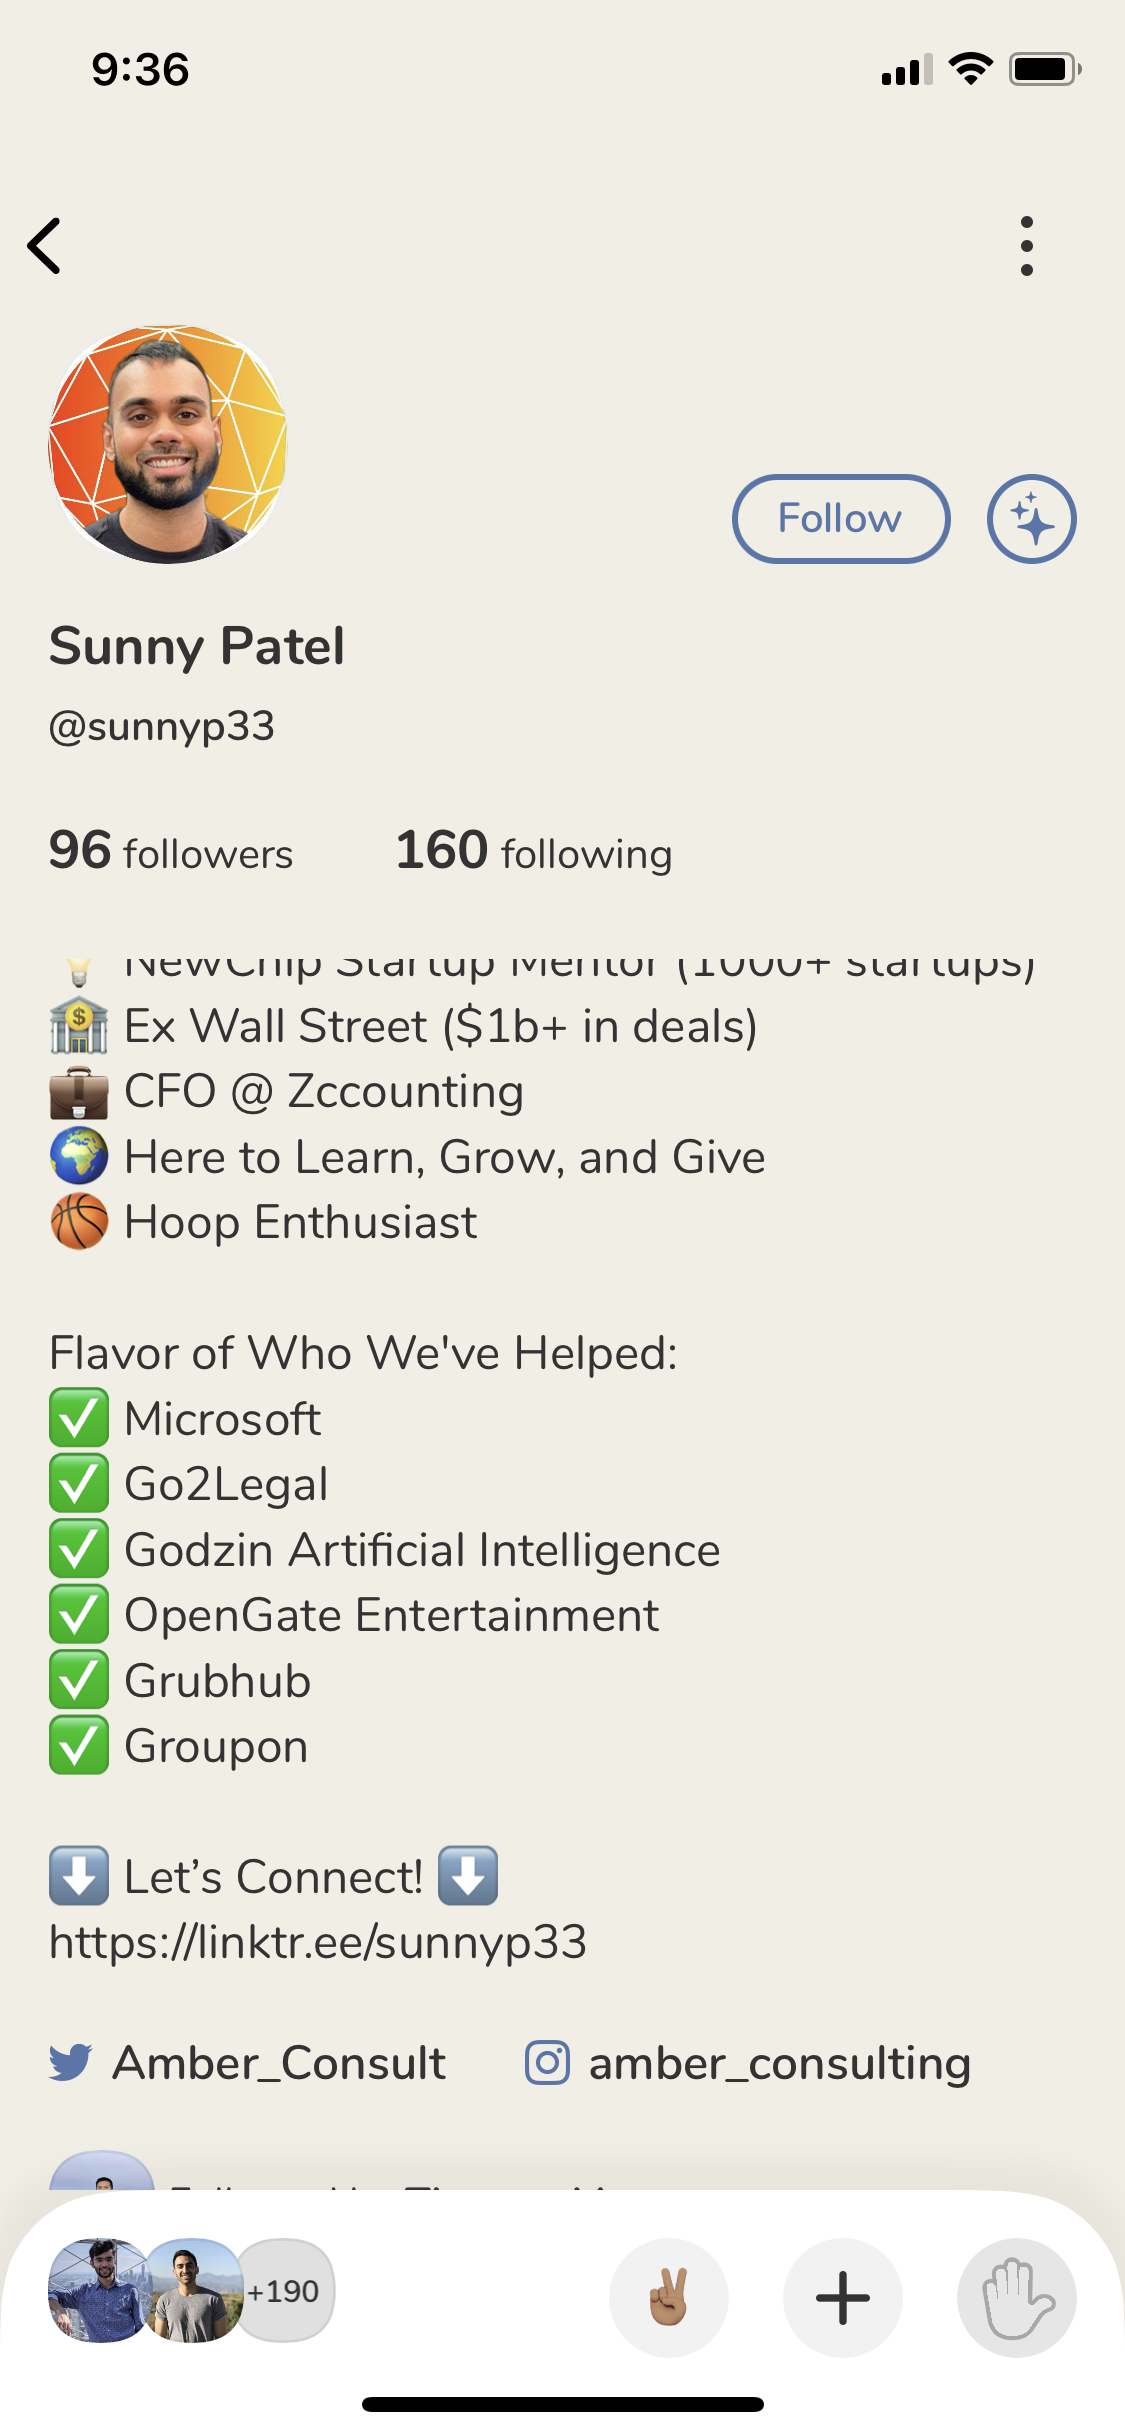 9:36
Follow
Sunny Patel
@sunnyp33
96 followers 160 following
NewChip Startup Mentor (1000+ startups)
Ex Wall Street ($1b+ in deals)
CFO @ Zccounting
Here to Learn, Grow, and Give
Hoop Enthusiast
Flavor of Who We've Helped:
Microsoft
Go2Legal
Godzin Artificial Intelligence
OpenGate Entertainment
Grubhub
Groupon
Let’s Connect!
https://linktr.ee/sunnyp33
Amber_Consult amber_consulting
+190